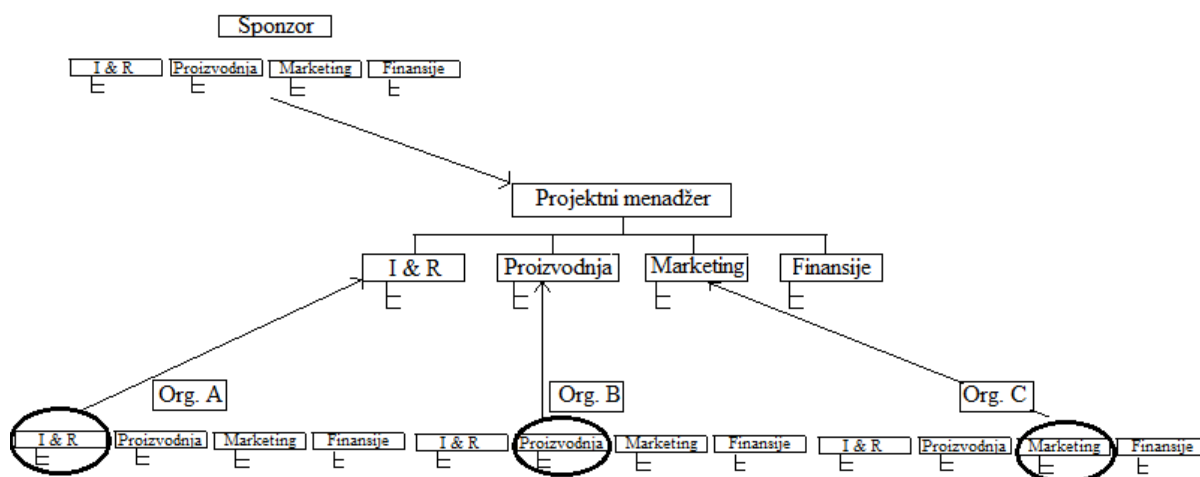 Sponzor
I & R
Proizvodnja
Marketing
Finansije
Projektni menadžer
I & R
Proizvodnja
Marketing
Finansije
Org. A
Org. B
Org. C
I & R
Proizvodnja
Marketing
Finansije
I & R
Proizvodnja
Marketing
Finansije
I & R
Proizvodnja
Marketing
Finansije